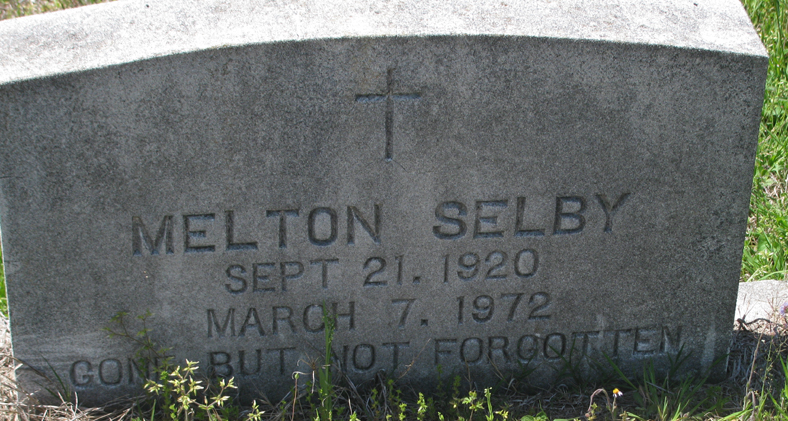 MELTON SELBY
SEPT 21. 1920
MARCH 7. 1972
GONE BUT NOT FORGOTTEN